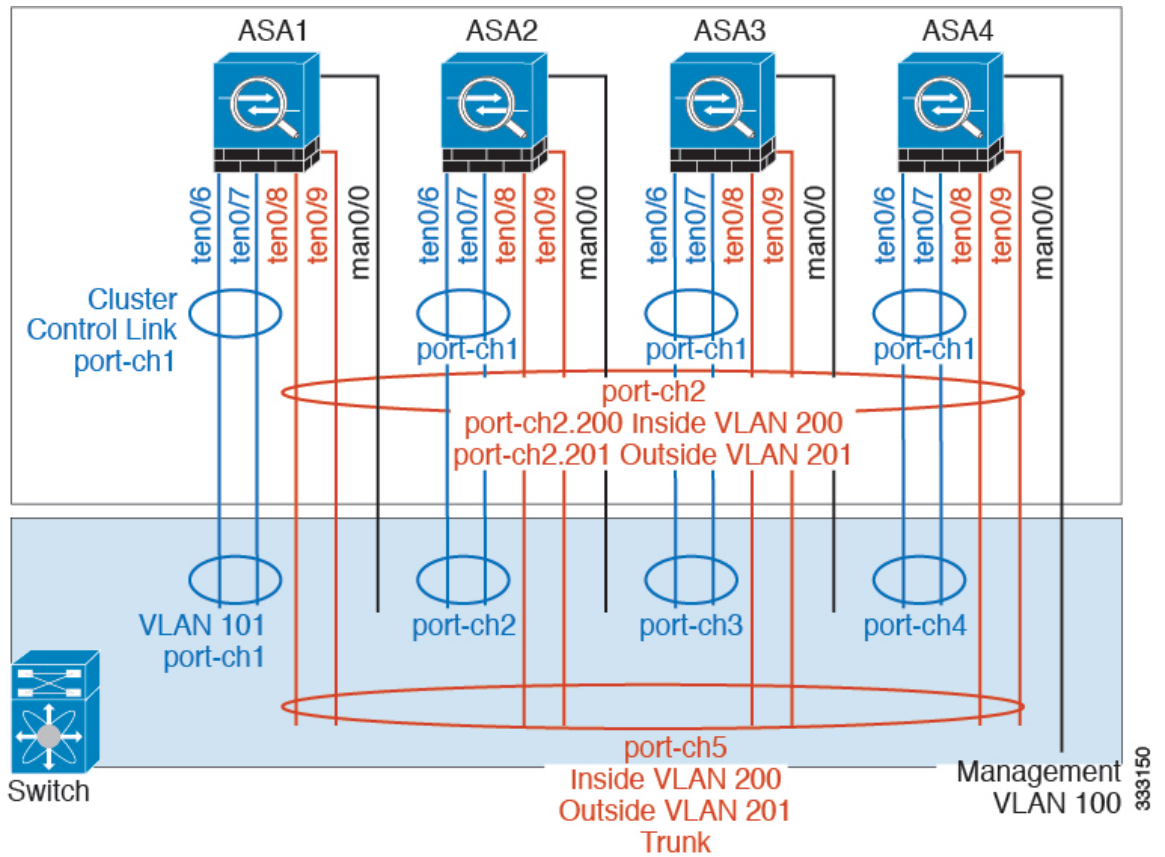 ASA1
ASA2
ASA3
ASA4
ten0/6
ten0/7
ten0/8
ten0/9
man0/0
ten0/6
ten0/7
ten0/8
ten0/9
man0/0
ten0/6
ten0/7
ten0/8
ten0/9
man0/0
ten0/6
ten0/7
ten0/8
ten0/9
man0/0
Cluster
Control Link
port-ch1
port-ch1
port-ch1
port-ch1
port-ch2
port-ch2.200 Inside VLAN 200
port-ch2.201 Outside VLAN 201
VLAN 101
port-ch1
port-ch2
port-ch3
port-ch4
Switch
port-ch5
Inside VLAN 200
Outside VLAN 201
Trunk
Management
VLAN 100
333150